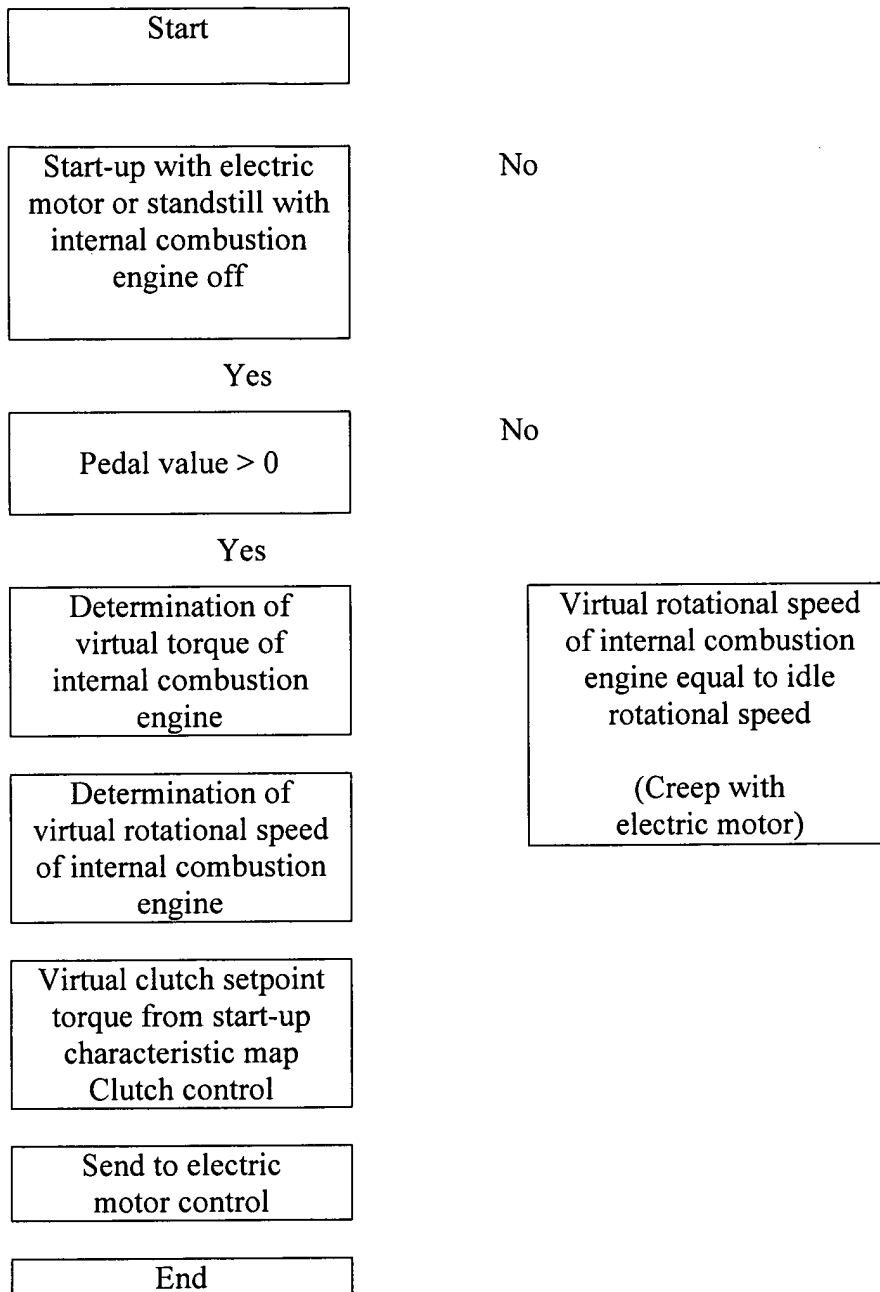 Start
Start-up with electric
motor or standstill with
internal combustion
engine off
No
Yes
Pedal value > 0
No
Yes
Determination of
virtual torque of
internal combustion
engine
Virtual rotational speed
of internal combustion
engine equal to idle
rotational speed
(Creep with
electric motor)
Determination of
virtual rotational speed
of internal combustion
engine
Virtual clutch setpoint
torque from start-up
characteristic map
Clutch control
Send to electric
motor control
End